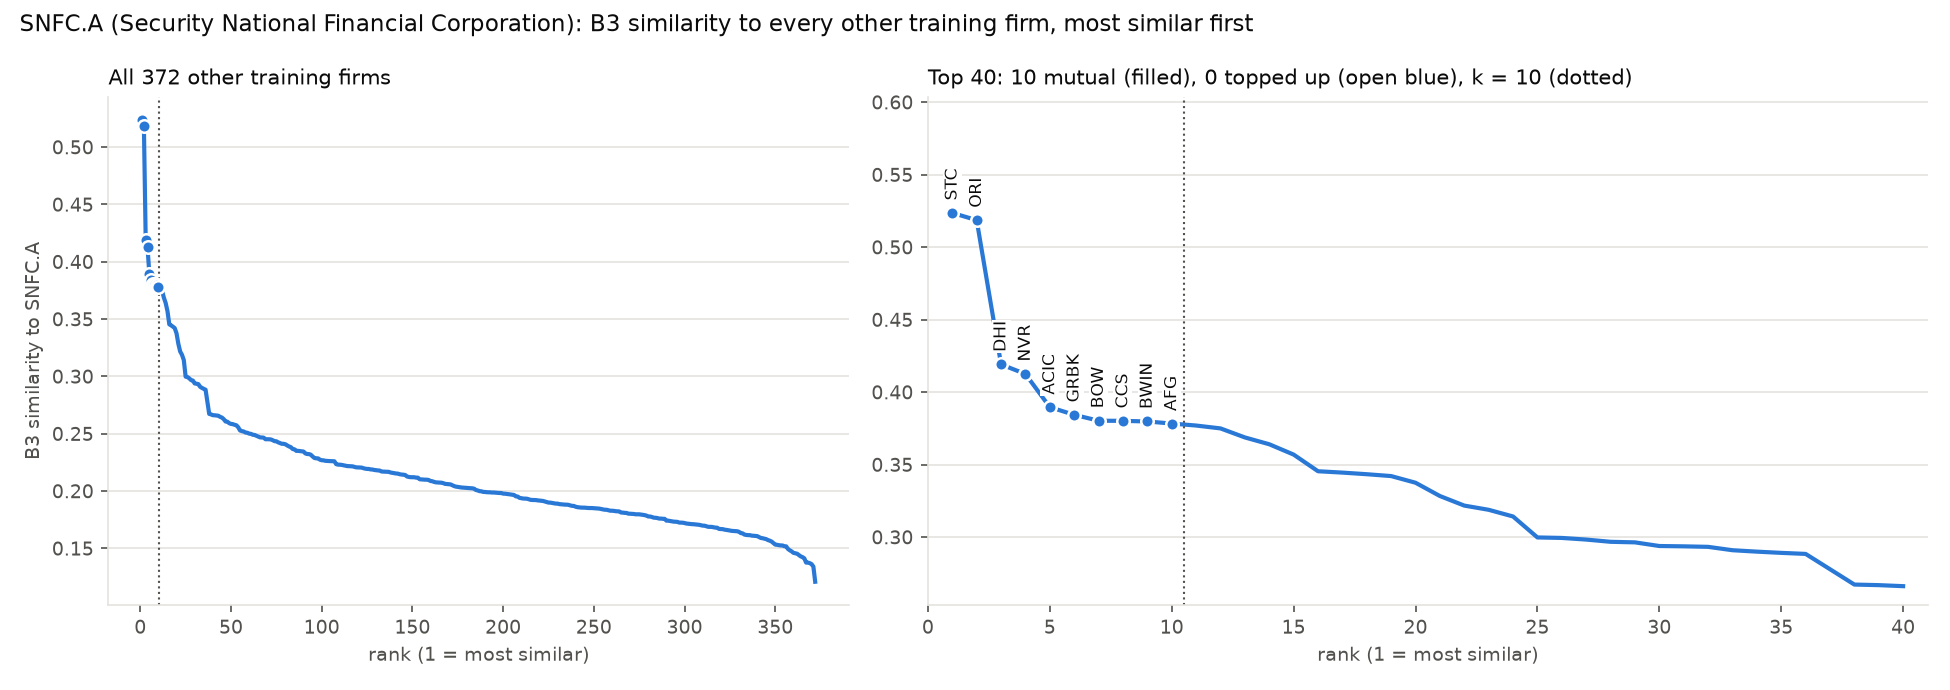 SNFC.A (Security National Financial Corporation): B3 similarity to every other training firm, most similar first
All 372 other training firms
B3 similarity to SNFC.A
0.50
0.45
0.40
0.35
0.30
0.25
0.20
0.15
0 50 100 150 200 250 300 350
rank (1 = most similar)
Top 40: 10 mutual (filled), 0 topped up (open blue), k = 10 (dotted)
0.60
0.55
0.50
0.45
0.40
0.35
0.30
STC
ORI
DHI
NVR
ACIC
GRBK
BOW
CCS
BWIN
AFG
0 5 10 15 20 25 30 35 40
rank (1 = most similar)